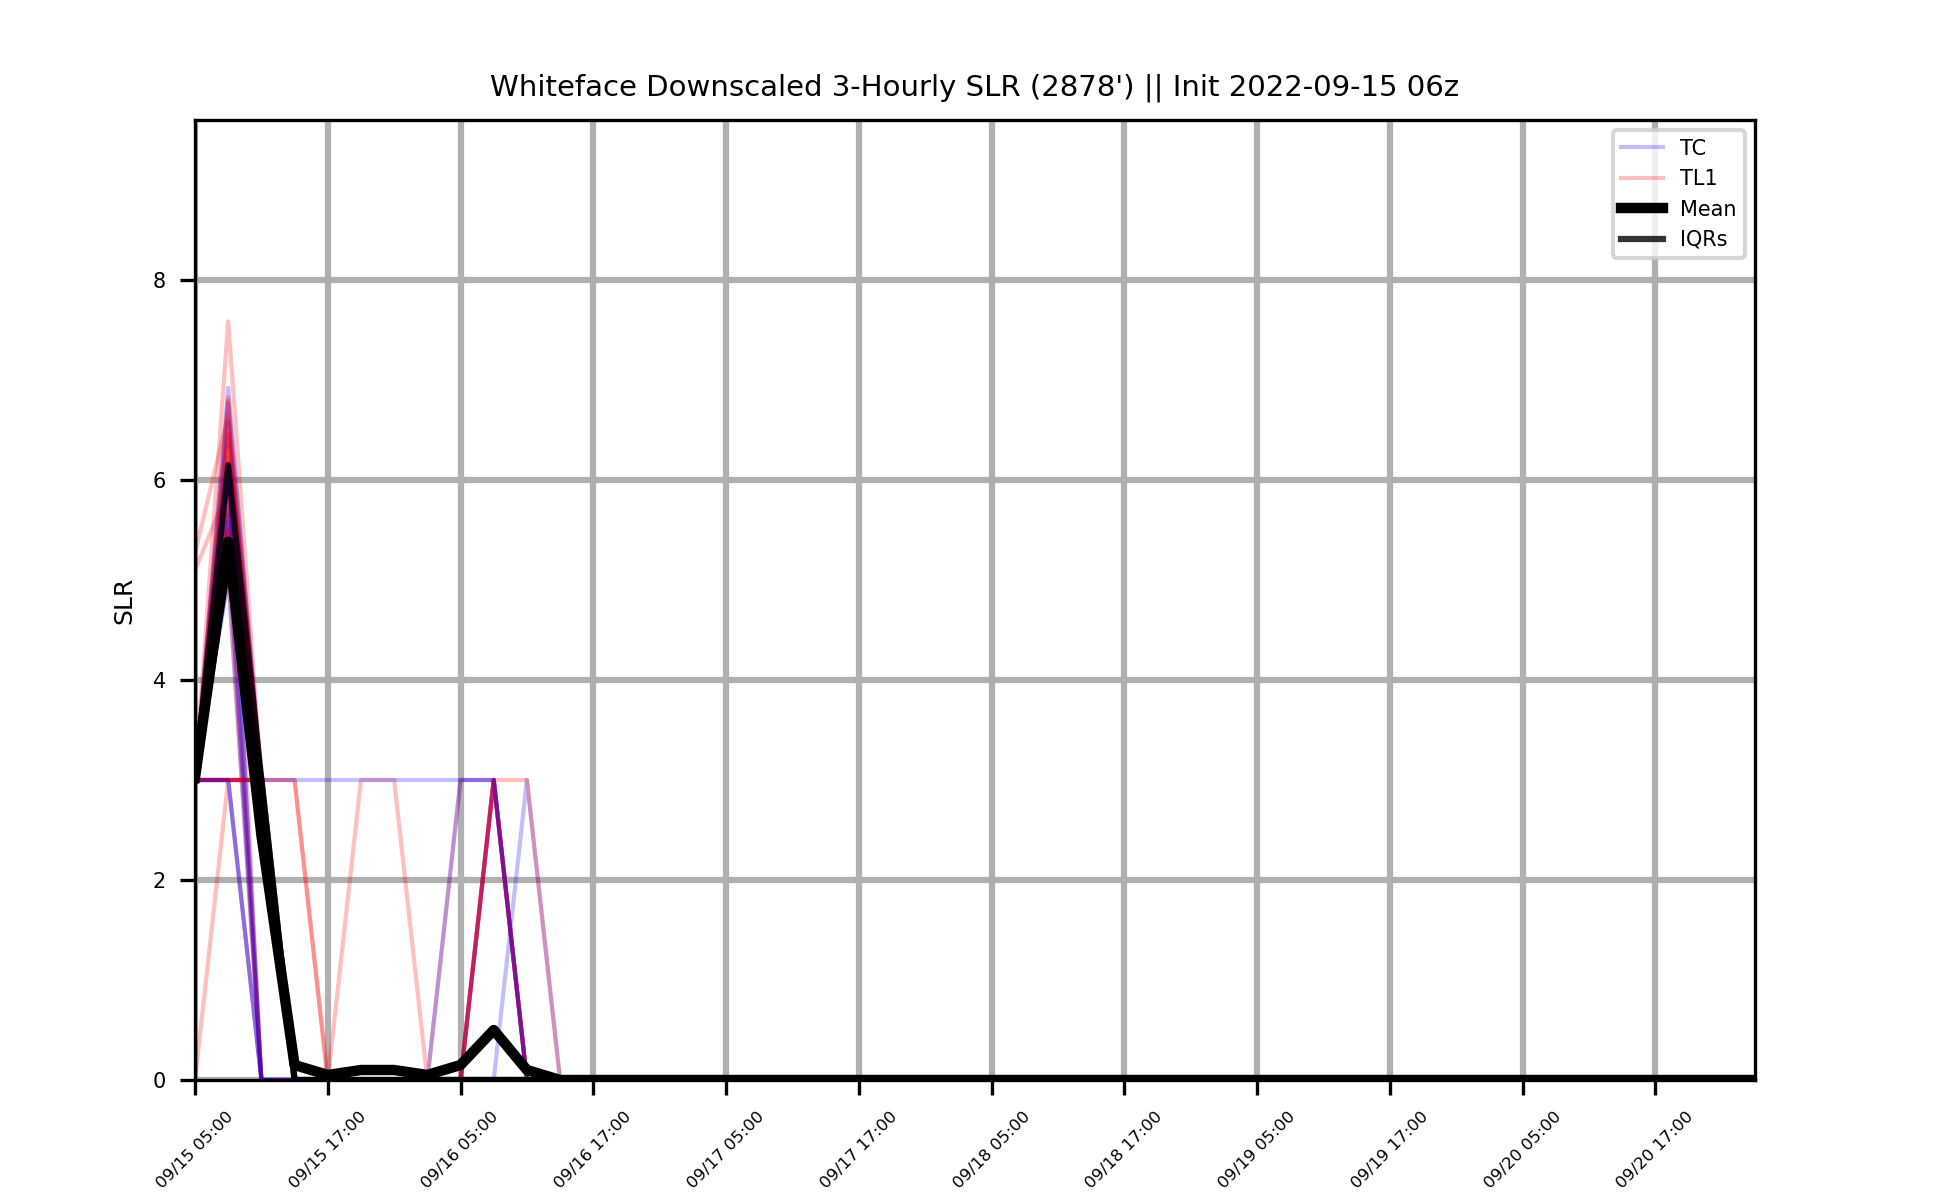 Whiteface Downscaled 3-Hourly SLR (2878') || Init 2022-09-15 06z
TC
TL1
Mean
IQRs
8
6
4
2
0
SLR
09/15 05:00
09/15 17:00
09/16 05:00
09/16 17:00
09/17 05:00
09/17 17:00
09/18 05:00
09/18 17:00
09/19 05:00
09/19 17:00
09/20 05:00
09/20 17:00